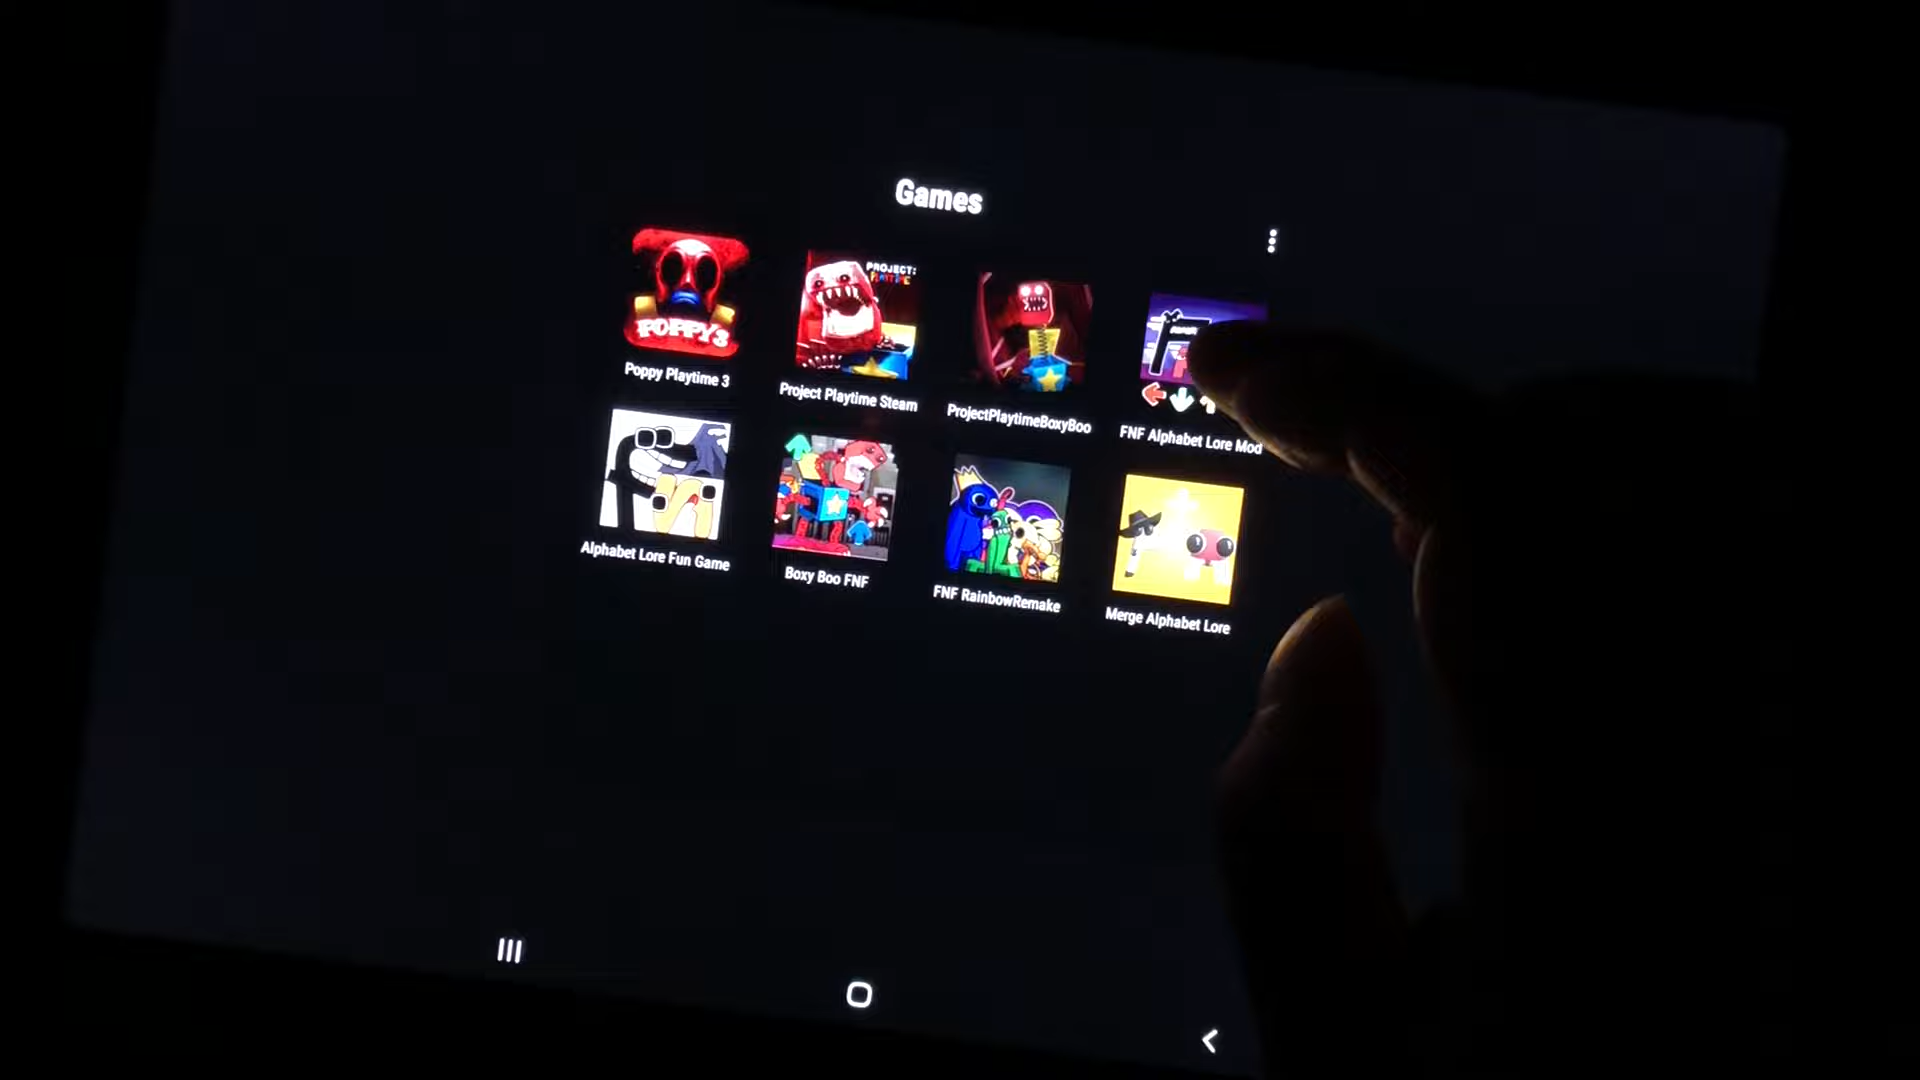 Games
POPPY3
PROJECT:
PLAYTIME
Poppy Playtime 3
Project Playtime Steam
ProjectPlaytimeBoxyBoo
FNF Alphabet Lore Mod
Alphabet Lore Fun Game
Boxy Boo FNF
FNF RainbowRemake
Merge Alphabet Lore